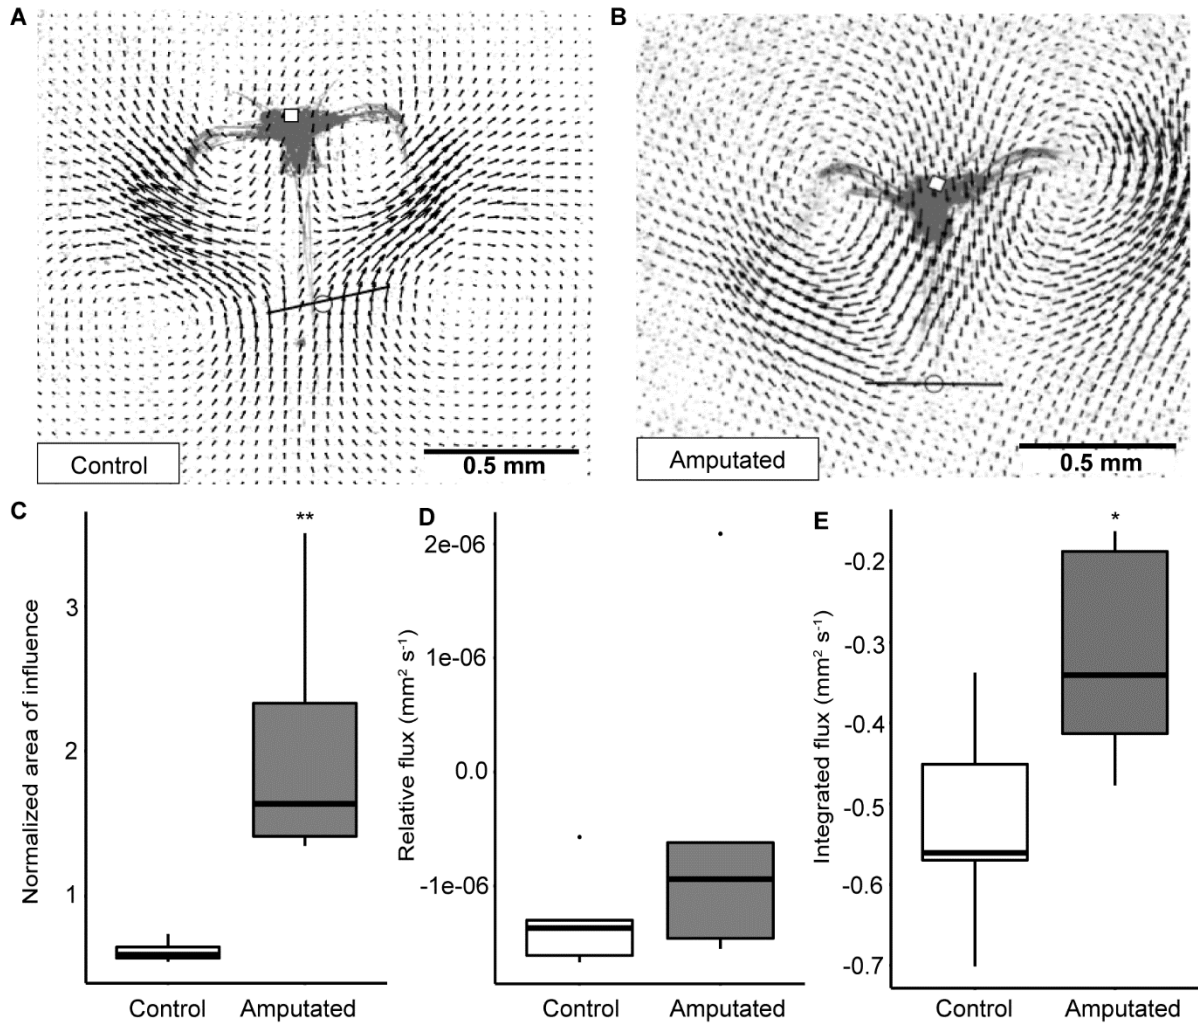 A
Control
0.5 mm
B
Amputated
0.5 mm
C
**
Normalized area of influence
3
2
1
Control
Amputated
D
Relative flux (mm² s⁻¹)
2e-06
1e-06
0.0
-1e-06
Control
Amputated
E
*
Integrated flux (mm² s⁻¹)
-0.2
-0.3
-0.4
-0.5
-0.6
-0.7
Control
Amputated